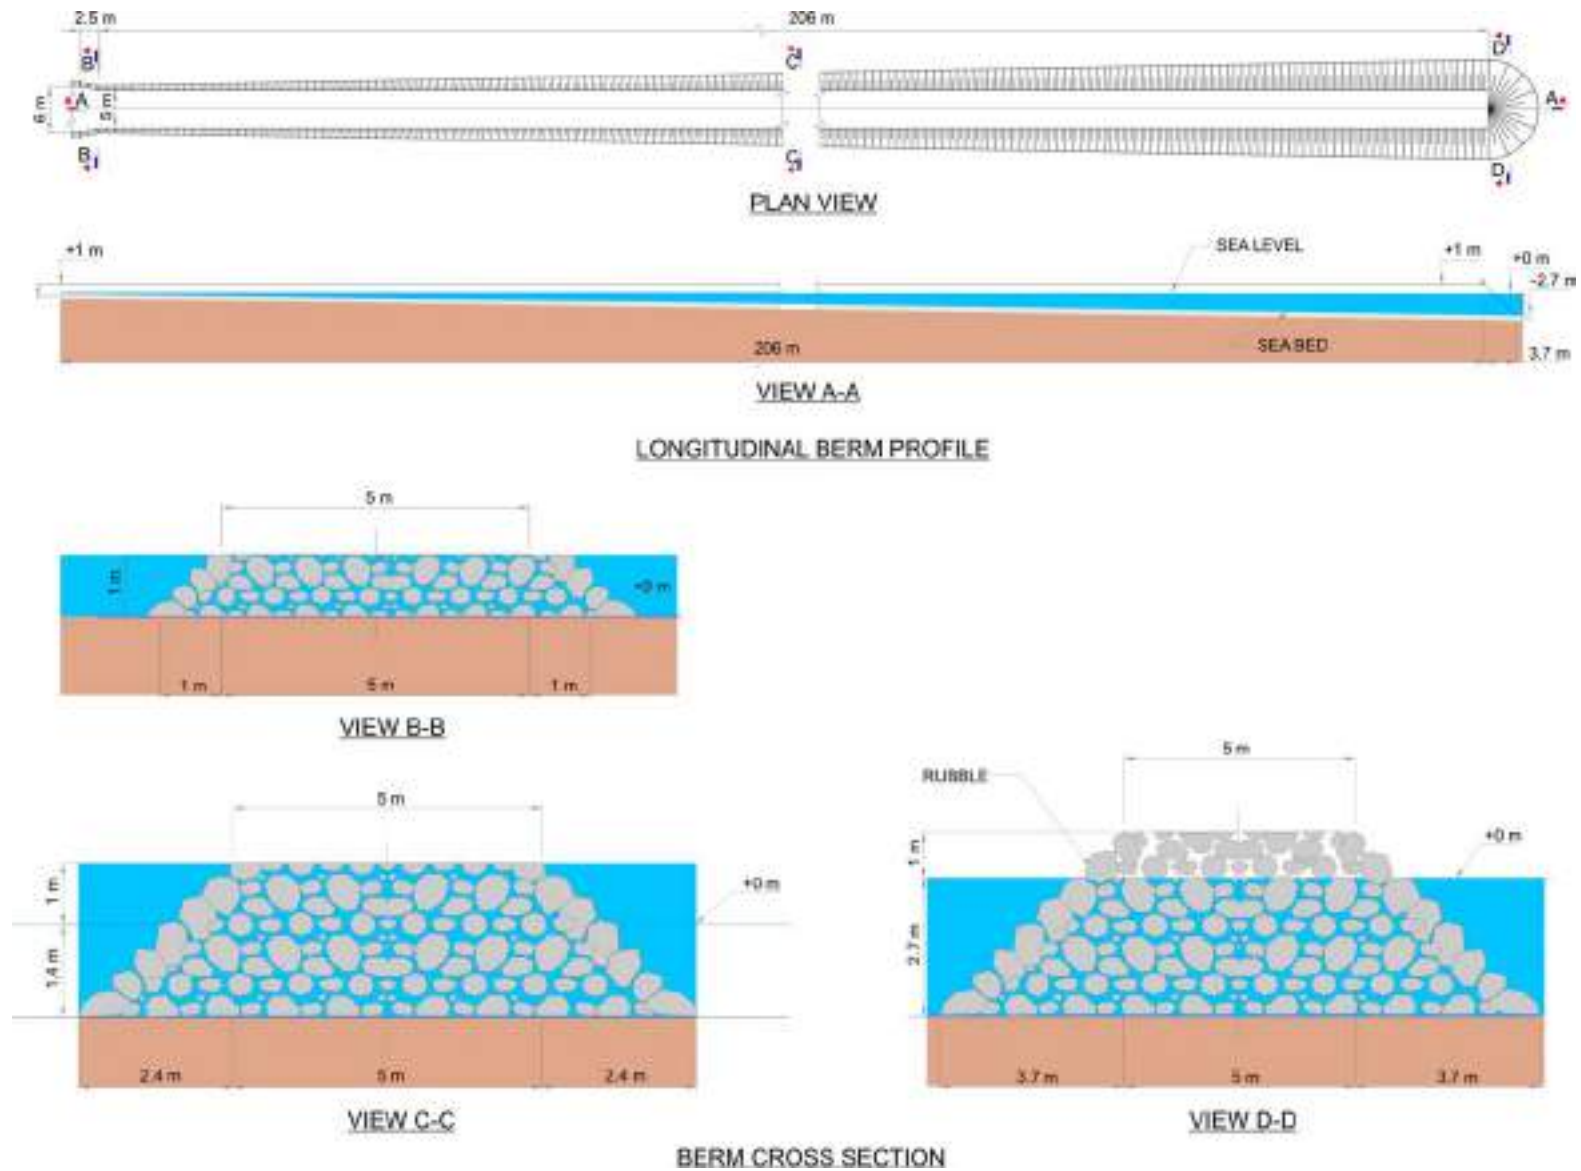 2.5 m 206 m
B C D
6 m A 5 m A
B C D
PLAN VIEW
+1 m SEA LEVEL +1 m +0 m
-2.7 m
206 m SEA BED 3.7 m
VIEW A-A
LONGITUDINAL BERM PROFILE
5 m
1 m +0 m
1 m 5 m 1 m
VIEW B-B
5 m
RUBBLE
5 m
1 m +0 m
1 m +0 m
1.4 m 2.7 m
2.4 m 5 m 2.4 m 3.7 m 5 m 3.7 m
VIEW C-C VIEW D-D
BERM CROSS SECTION